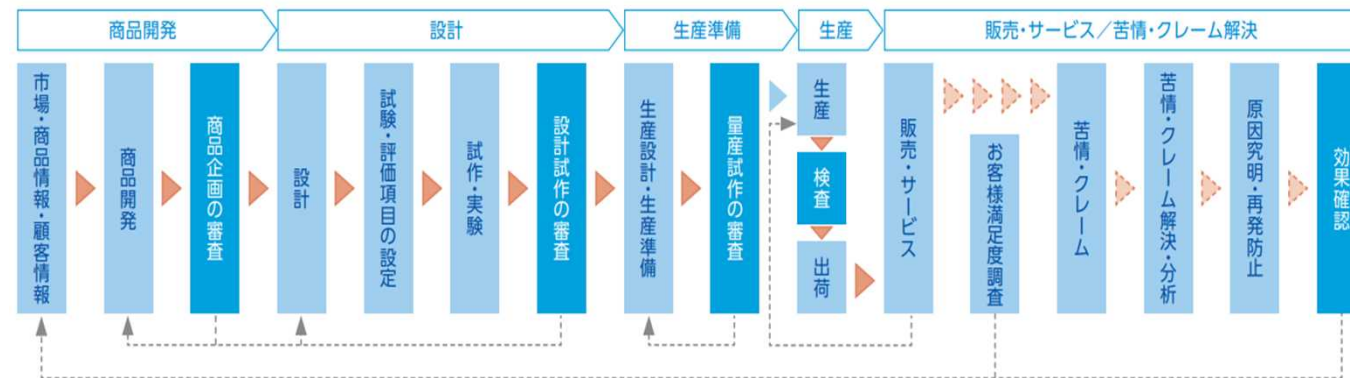 商品開発
設計
生産準備
生産
販売・サービス／苦情・クレーム解決
市場・商品情報・顧客情報
商品開発
商品企画の審査
設計
試験・評価項目の設定
試作・実験
設計試作の審査
生産設計・生産準備
量産試作の審査
生産
検査
出荷
販売・サービス
お客様満足度調査
苦情・クレーム
苦情・クレーム解決・分析
原因究明・再発防止
効果確認